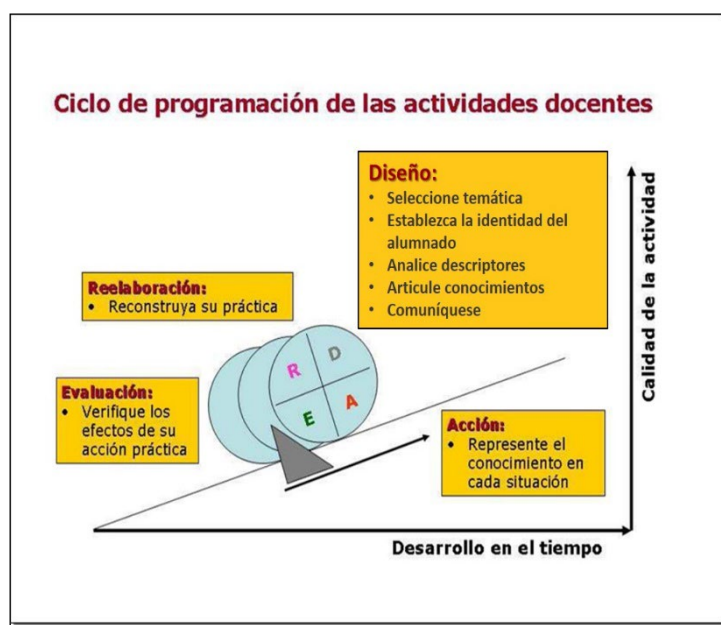 Ciclo de programación de las actividades docentes
Diseño:
• Seleccione temática
• Establezca la identidad del
alumnado
• Analice descriptores
• Articule conocimientos
• Comuníquese
Calidad de la actividad
Reelaboración:
• Reconstruya su práctica
R
D
E
A
Evaluación:
• Verifique los
efectos de su
acción práctica
Acción:
• Represente el
conocimiento en
cada situación
Desarrollo en el tiempo